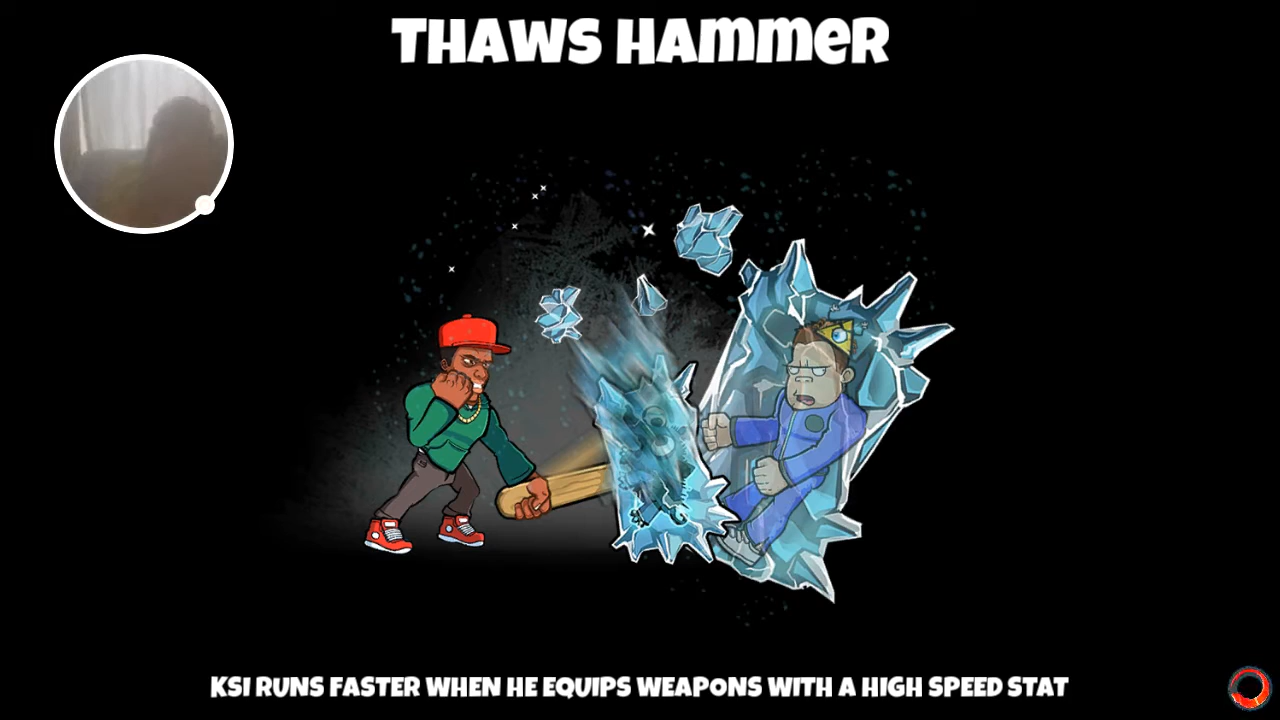 THAWS HAMMER
KSI RUNS FASTER WHEN HE EQUIPS WEAPONS WITH A HIGH SPEED STAT